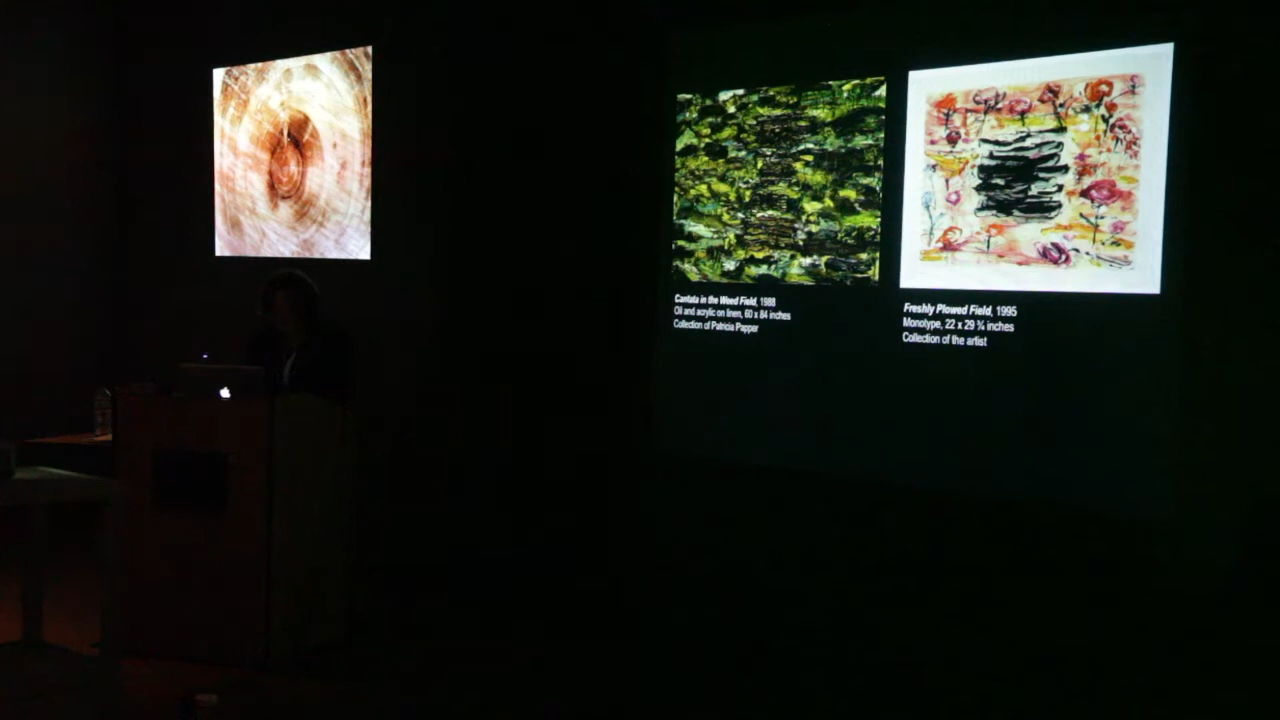 Cantata in the Weed Field, 1988
Oil and acrylic on linen, 60 x 84 inches
Collection of Patricia Papper
Freshly Plowed Field, 1995
Monotype, 22 x 29 ¾ inches
Collection of the artist